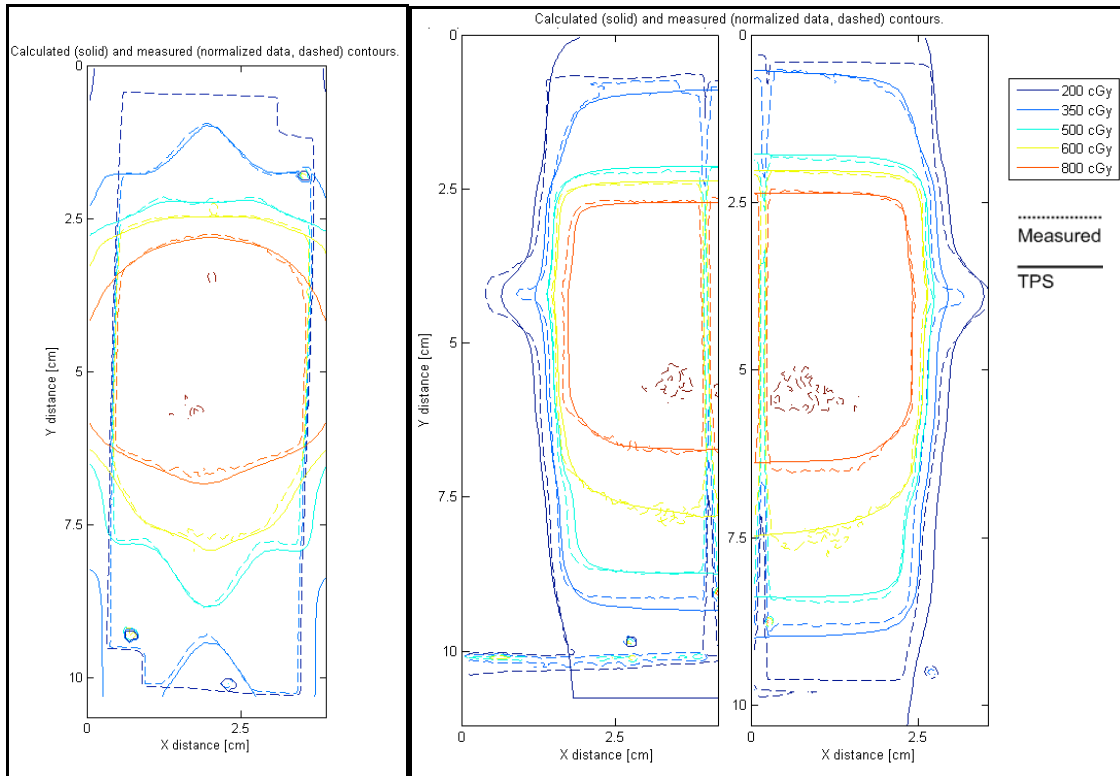 Calculated (solid) and measured (normalized data, dashed) contours.
0
2.5
5
7.5
10
Y distance [cm]
0
2.5
X distance [cm]
Calculated (solid) and measured (normalized data, dashed) contours.
0
2.5
5
7.5
10
Y distance [cm]
0
2.5
X distance [cm]
0
2.5
5
7.5
10
0
2.5
X distance [cm]
200 cGy
350 cGy
500 cGy
600 cGy
800 cGy
Measured
TPS